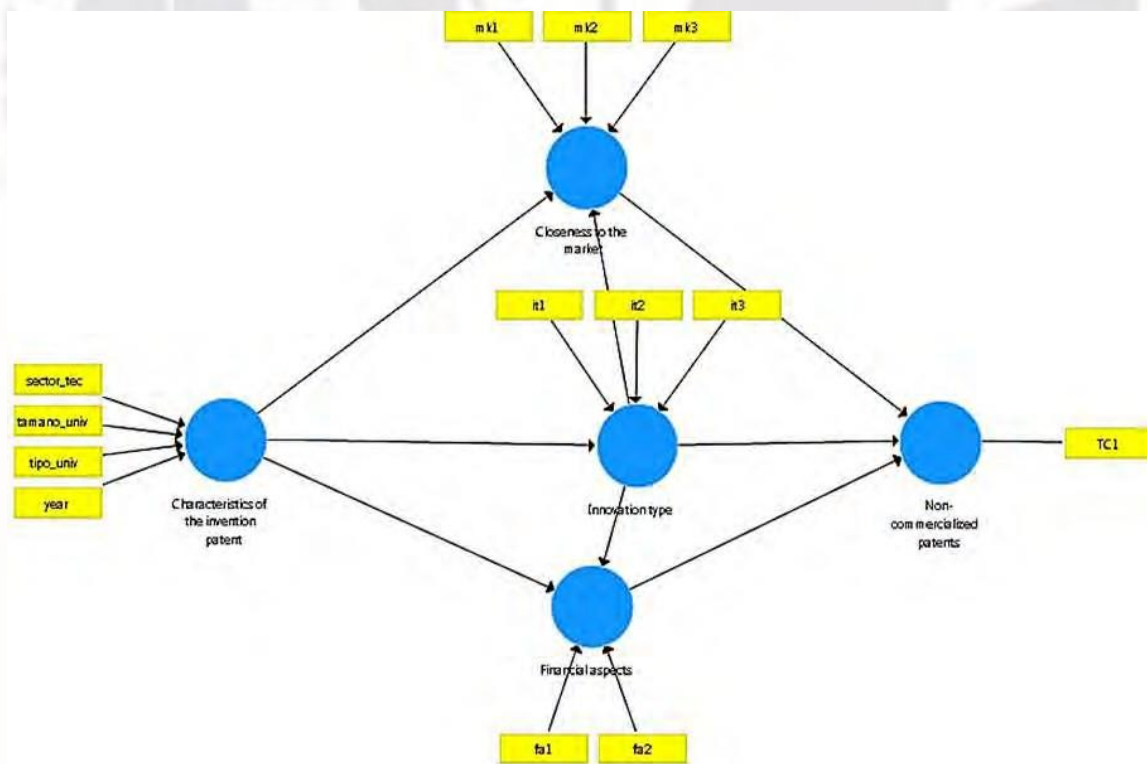 mk1 mk2 mk3
Closeness to the
market
it1 it2 it3
sector_tec
tamano_univ
tipo_univ
year
Characteristics of
the invention
patent
Innovation type
Non-
commercialized
patents
TC1
Financial aspects
fa1 fa2